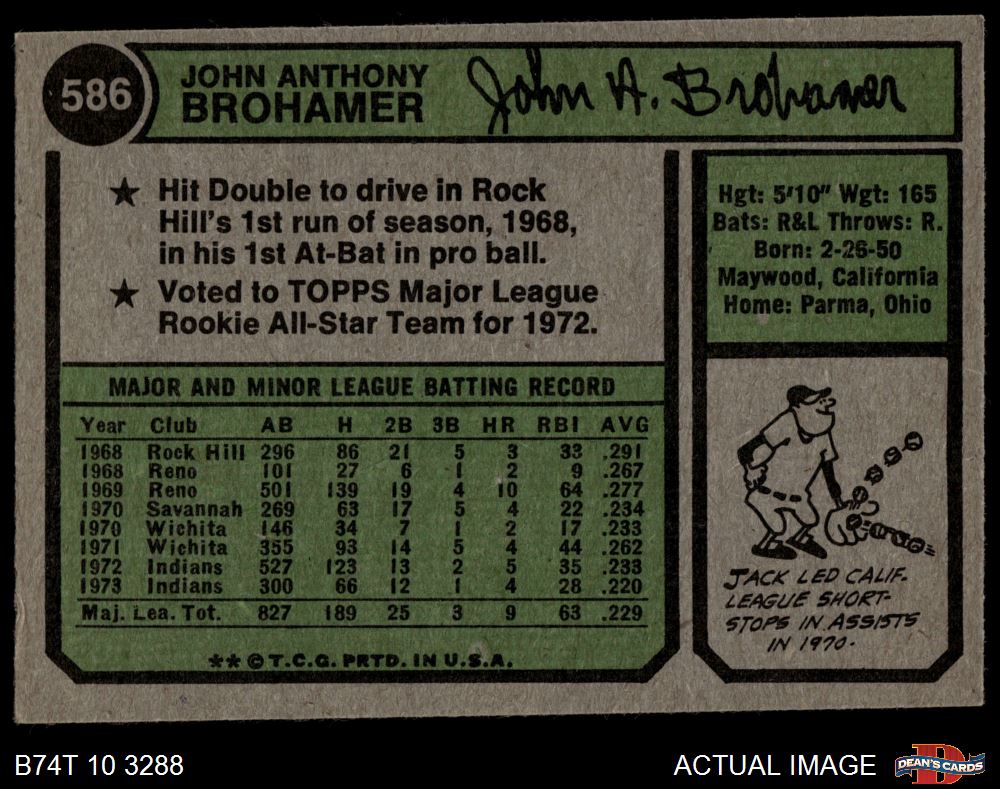 586
JOHN ANTHONY
BROHAMER
John A. Brohamer
★ Hit Double to drive in Rock
Hill's 1st run of season, 1968,
in his 1st At-Bat in pro ball.
★ Voted to TOPPS Major League
Rookie All-Star Team for 1972.
Hgt: 5'10" Wgt: 165
Bats: R&L Throws: R.
Born: 2-26-50
Maywood, California
Home: Parma, Ohio
MAJOR AND MINOR LEAGUE BATTING RECORD
Year Club AB H 2B 3B HR RBI AVG
1968 Rock Hill 296 86 21 5 3 33 .291
1968 Reno 101 27 6 1 2 9 .267
1969 Reno 501 139 19 4 10 64 .277
1970 Savannah 269 63 17 5 4 22 .234
1970 Wichita 146 34 7 1 2 17 .233
1971 Wichita 355 93 14 5 4 44 .262
1972 Indians 527 123 13 2 5 35 .233
1973 Indians 300 66 12 1 4 28 .220
Maj. Lea. Tot. 827 189 25 3 9 63 .229
** © T.C.G. PRTD. IN U.S.A.
JACK LED CALIF.
LEAGUE SHORT-
STOPS IN ASSISTS
IN 1970.
B74T 10 3288
ACTUAL IMAGE
DEAN'S CARDS